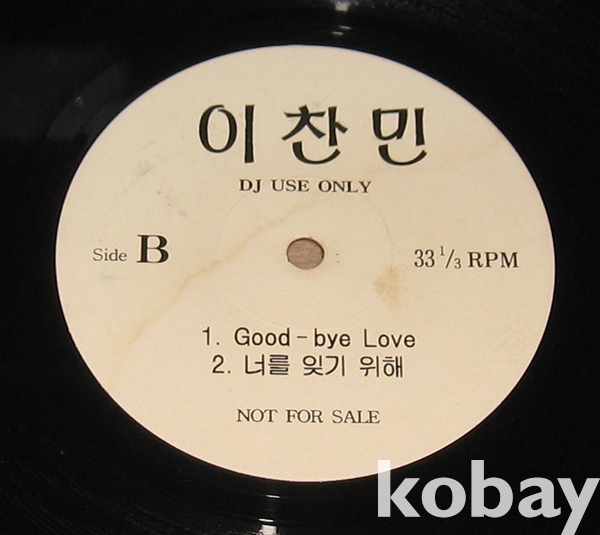 이찬민
DJ USE ONLY
Side B
33 1/3 RPM
1. Good-bye Love
2. 너를 잊기 위해
NOT FOR SALE
kobay